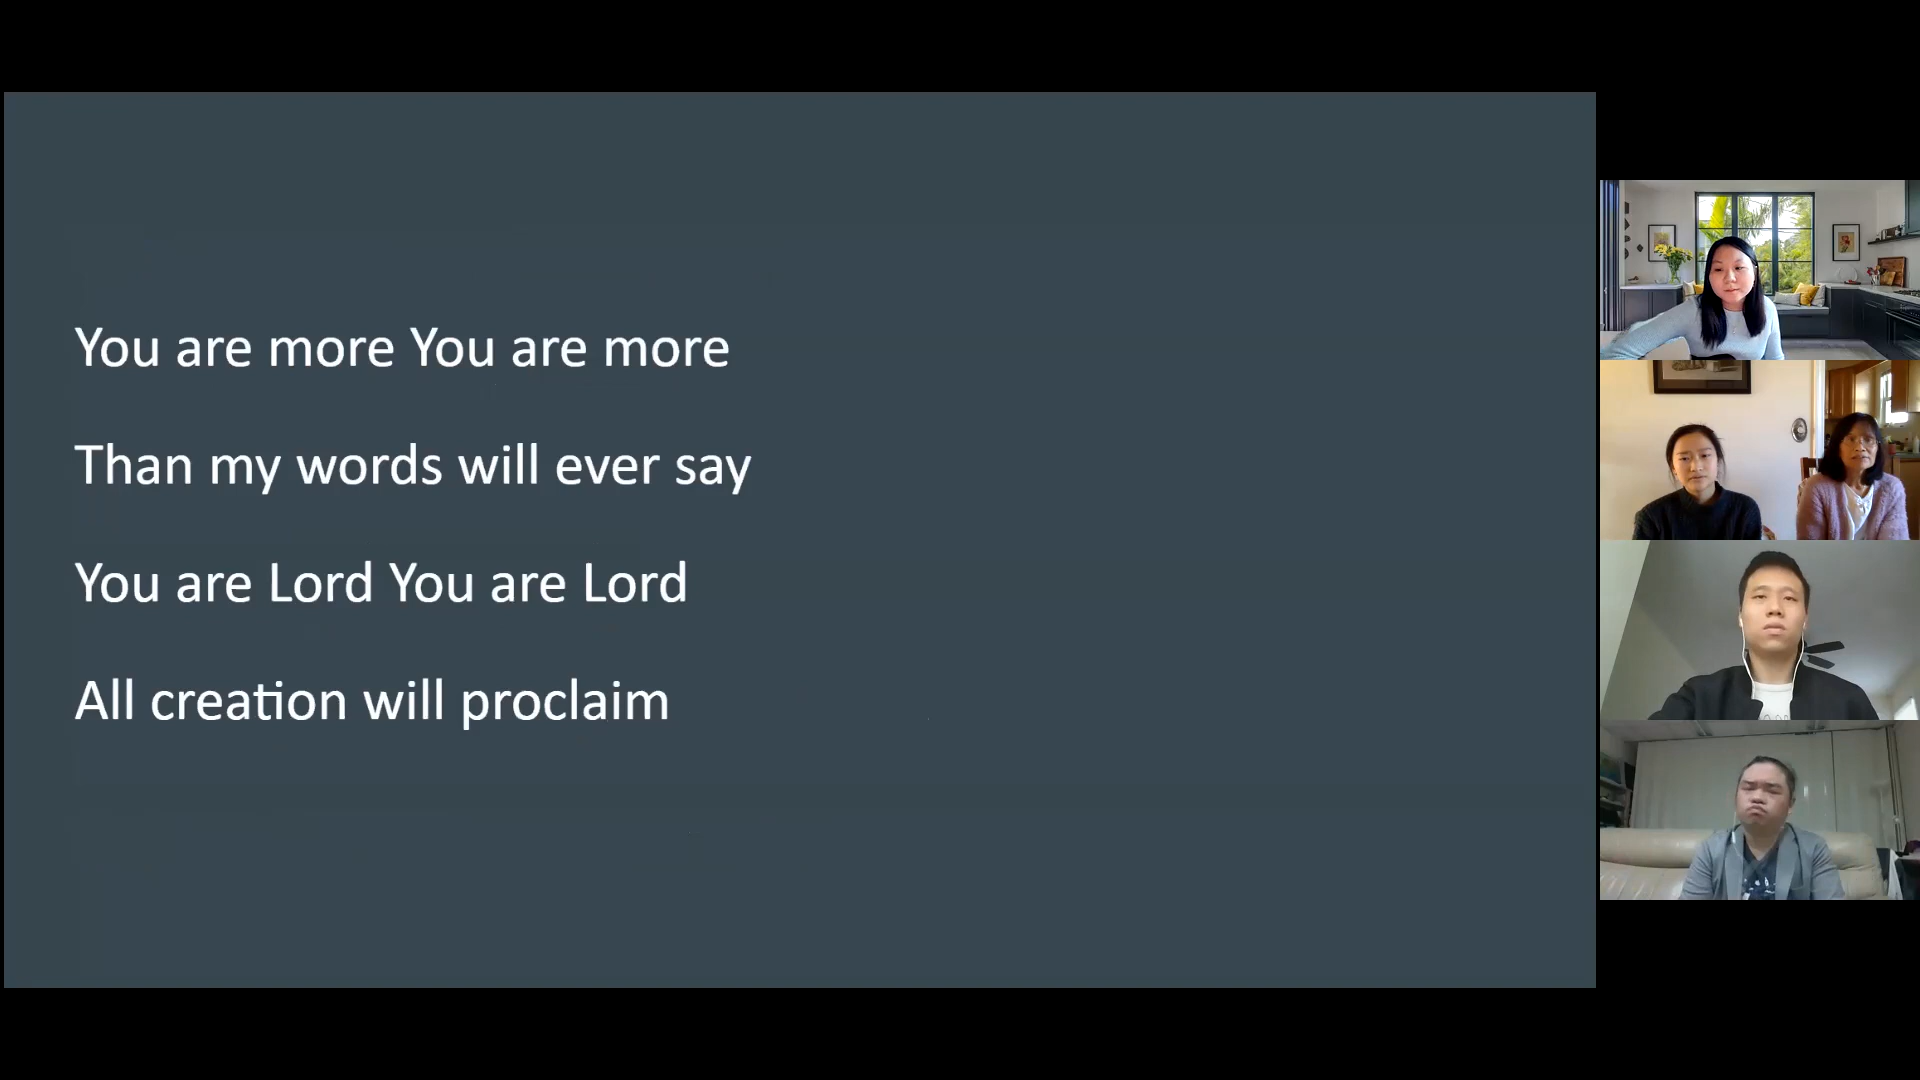 You are more You are more
Than my words will ever say
You are Lord You are Lord
All creation will proclaim